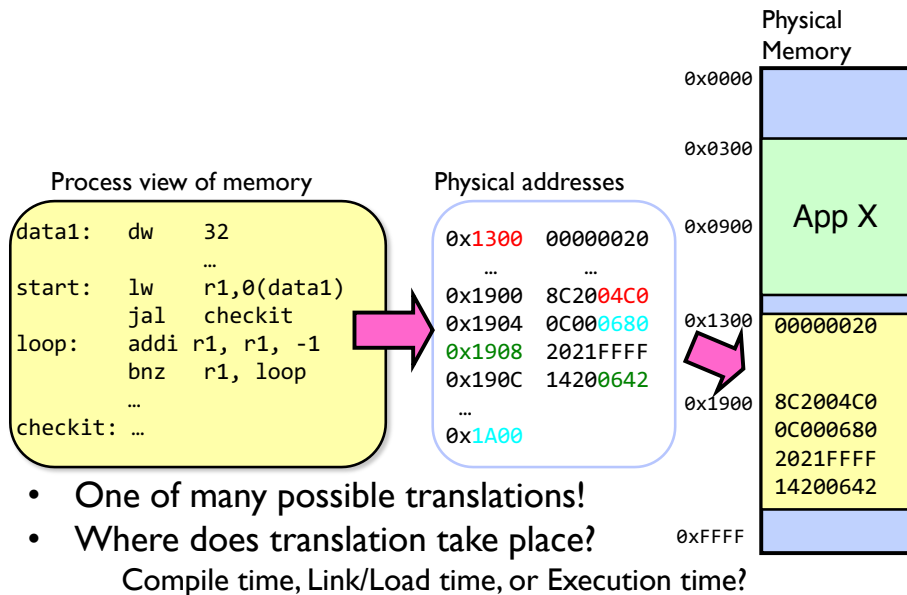 Physical
Memory
0x0000
0x0300
App X
0x0900
0x1300
00000020
0x1900
8C2004C0
0C000680
2021FFFF
14200642
0xFFFF
Process view of memory
data1: dw 32
…
start: lw r1,0(data1)
jal checkit
loop: addi r1, r1, -1
bnz r1, loop
…
checkit: …
Physical addresses
0x1300 00000020
… …
0x1900 8C2004C0
0x1904 0C000680
0x1908 2021FFFF
0x190C 14200642
…
0x1A00
• One of many possible translations!
• Where does translation take place?
Compile time, Link/Load time, or Execution time?